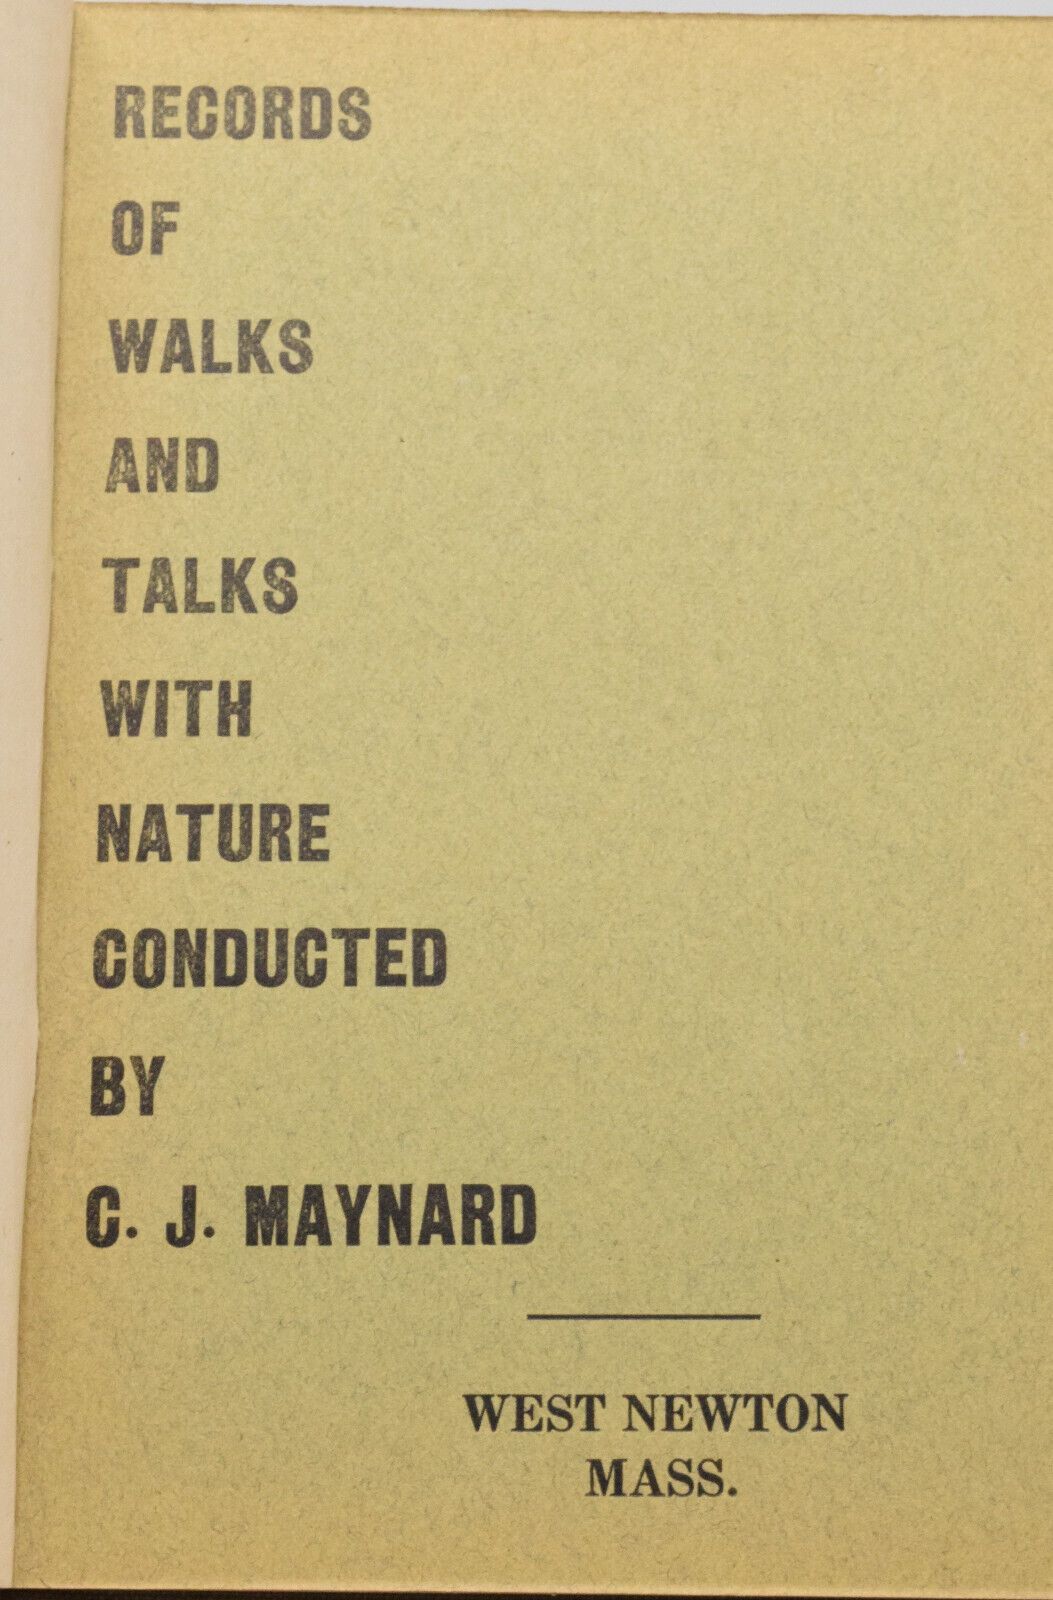 RECORDS
OF
WALKS
AND
TALKS
WITH
NATURE
CONDUCTED
BY
C. J. MAYNARD
WEST NEWTON
MASS.